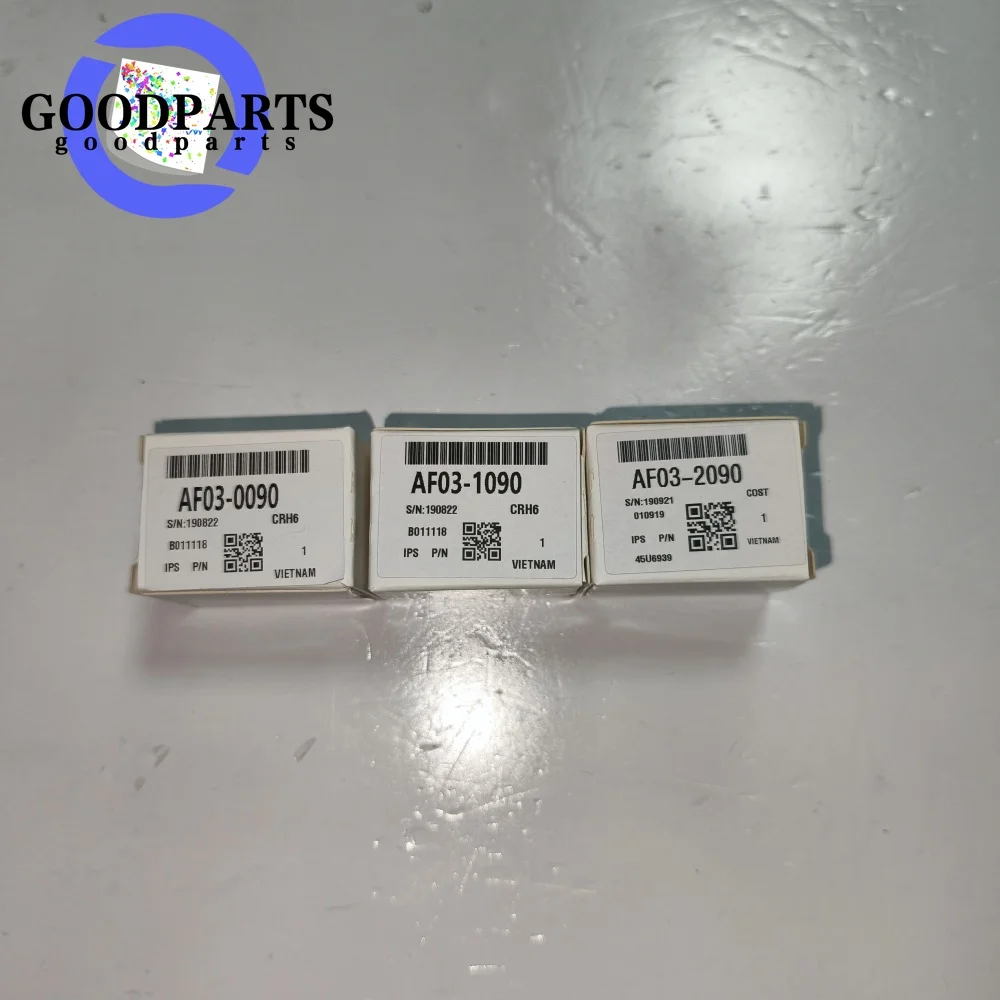 GOODPARTS
goodparts
AF03-0090
S/N:190822
CRH6
B011118
1
IPS P/N
VIETNAM
AF03-1090
S/N:190822
CRH6
B011118
1
IPS P/N
VIETNAM
AF03-2090
COST
S/N:190921
010919
1
IPS P/N
VIETNAM
45U6939